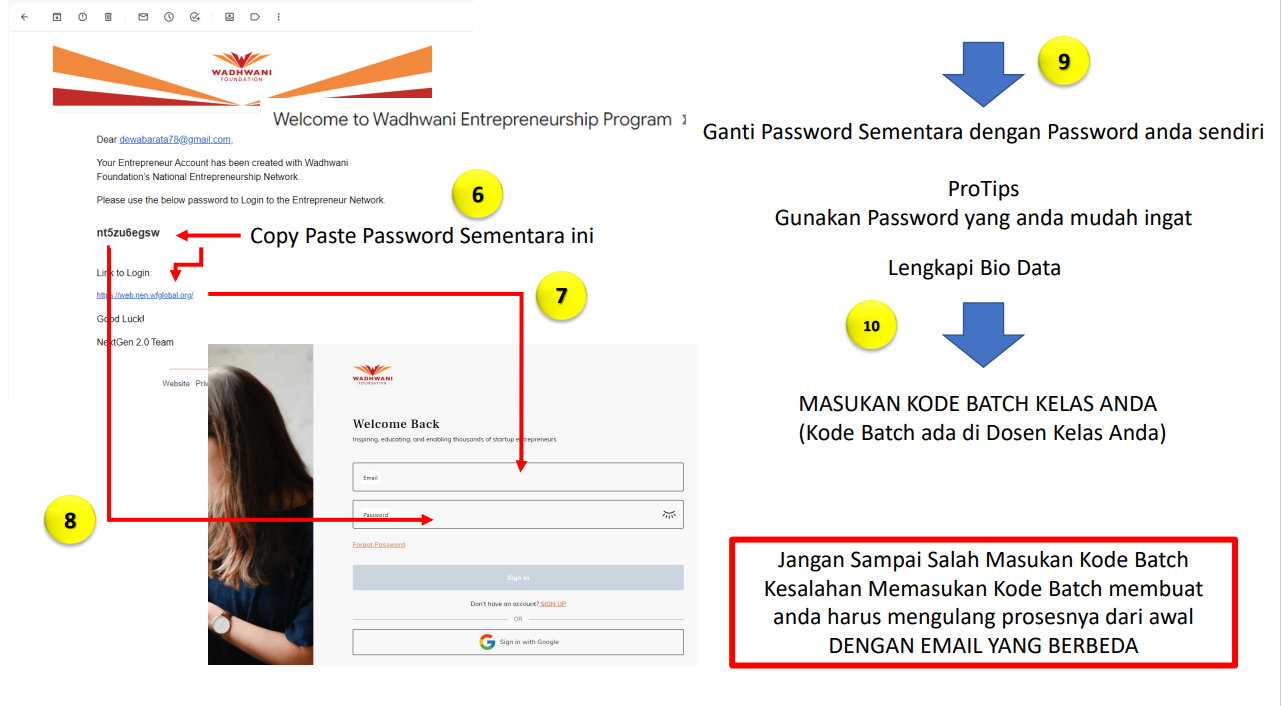 WADHWANI
FOUNDATION
Welcome to Wadhwani Entrepreneurship Program
Dear dewabarata78@gmail.com,
Your Entrepreneur Account has been created with Wadhwani
Foundation's National Entrepreneurship Network.
Please use the below password to Login to the Entrepreneur Network.
6
nt5zu6egsw
Copy Paste Password Sementara ini
Link to Login:
https://web.nen.wfglobal.org/
7
Good Luck!
NextGen 2.0 Team
Website
WADHWANI
FOUNDATION
Welcome Back
Inspiring, educating, and enabling thousands of startup entrepreneurs
Email
8
Password
Forgot Password
Sign In
Don't have an account? SIGN UP
OR
Sign in with Google
9
Ganti Password Sementara dengan Password anda sendiri
ProTips
Gunakan Password yang anda mudah ingat
Lengkapi Bio Data
10
MASUKAN KODE BATCH KELAS ANDA
(Kode Batch ada di Dosen Kelas Anda)
Jangan Sampai Salah Masukan Kode Batch
Kesalahan Memasukan Kode Batch membuat
anda harus mengulang prosesnya dari awal
DENGAN EMAIL YANG BERBEDA